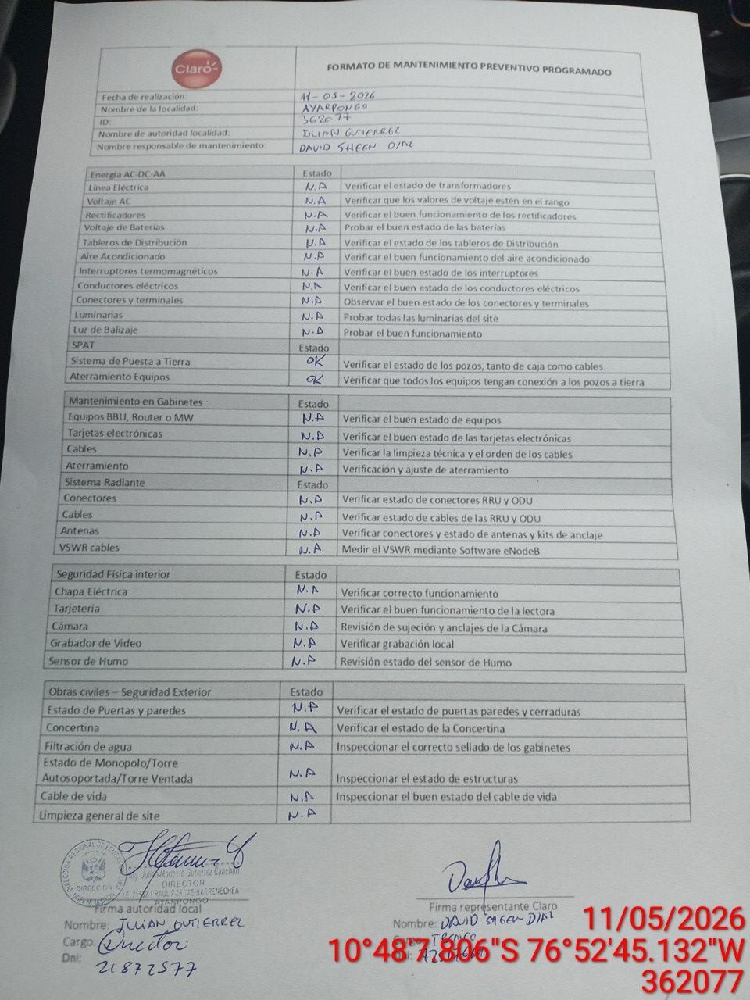 Claro
FORMATO DE MANTENIMIENTO PREVENTIVO PROGRAMADO
Fecha de realización: 11-05-2026
Nombre de la localidad: AYARPONGO
ID: 362077
Nombre de autoridad localidad: JULIAN GUTIERREZ
Nombre responsable de mantenimiento: DAVID SHEEN DIAZ
Energía AC-DC-AA Estado
Línea Eléctrica N.A Verificar el estado de transformadores
Voltaje AC N.A Verificar que los valores de voltaje estén en el rango
Rectificadores N.A Verificar el buen funcionamiento de los rectificadores
Voltaje de Baterías N.A Probar el buen estado de las baterías
Tableros de Distribución N.A Verificar el estado de los tableros de Distribución
Aire Acondicionado N.A Verificar el buen funcionamiento del aire acondicionado
Interruptores termomagnéticos N.A Verificar el buen estado de los interruptores
Conductores eléctricos N.A Verificar el buen estado de los conductores eléctricos
Conectores y terminales N.A Observar el buen estado de los conectores y terminales
Luminarias N.A Probar todas las luminarias del site
Luz de Balizaje N.A Probar el buen funcionamiento
SPAT Estado
Sistema de Puesta a Tierra OK Verificar el estado de los pozos, tanto de caja como cables
Aterramiento Equipos OK Verificar que todos los equipos tengan conexión a los pozos a tierra
Mantenimiento en Gabinetes Estado
Equipos BBU, Router o MW N.A Verificar el buen estado de equipos
Tarjetas electrónicas N.A Verificar el buen estado de las tarjetas electrónicas
Cables N.A Verificar la limpieza técnica y el orden de los cables
Aterramiento N.A Verificación y ajuste de aterramiento
Sistema Radiante Estado
Conectores N.A Verificar estado de conectores RRU y ODU
Cables N.A Verificar estado de cables de las RRU y ODU
Antenas N.A Verificar conectores y estado de antenas y kits de anclaje
VSWR cables N.A Medir el VSWR mediante Software eNodeB
Seguridad Física interior Estado
Chapa Eléctrica N.A Verificar correcto funcionamiento
Tarjetería N.A Verificar el buen funcionamiento de la lectora
Cámara N.A Revisión de sujeción y anclajes de la Cámara
Grabador de Video N.A Verificar grabación local
Sensor de Humo N.A Revisión estado del sensor de Humo
Obras civiles – Seguridad Exterior Estado
Estado de Puertas y paredes N.A Verificar el estado de puertas paredes y cerraduras
Concertina N.A Verificar el estado de la Concertina
Filtración de agua N.A Inspeccionar el correcto sellado de los gabinetes
Estado de Monopolo/Torre
Autosoportada/Torre Ventada N.A Inspeccionar el estado de estructuras
Cable de vida N.A Inspeccionar el buen estado del cable de vida
Limpieza general de site N.A
DIRECCION REGIONAL DE
DIRECCION
Modesto Gutierrez Canchari
DIRECTOR
RAUL PORRAS BARRENECHEA
AYARPONGO
Firma autoridad local
Nombre: JULIAN GUTIERREZ
Cargo: Director
Dni: 21872577
Firma representante Claro
Nombre: DAVID SHEEN DIAZ
Cargo: Tecnico
Dni:
11/05/2026
10°48'7.806"S 76°52'45.132"W
362077